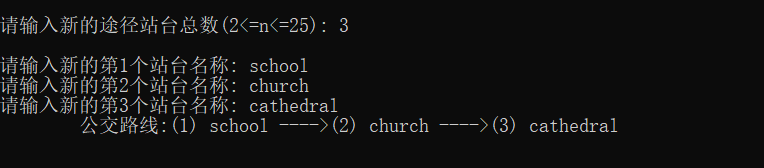 请输入新的途径站台总数(2<=n<=25): 3
请输入新的第1个站台名称: school
请输入新的第2个站台名称: church
请输入新的第3个站台名称: cathedral
公交路线:(1) school ---->(2) church ---->(3) cathedral